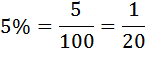 5% = 5/100 = 1/20